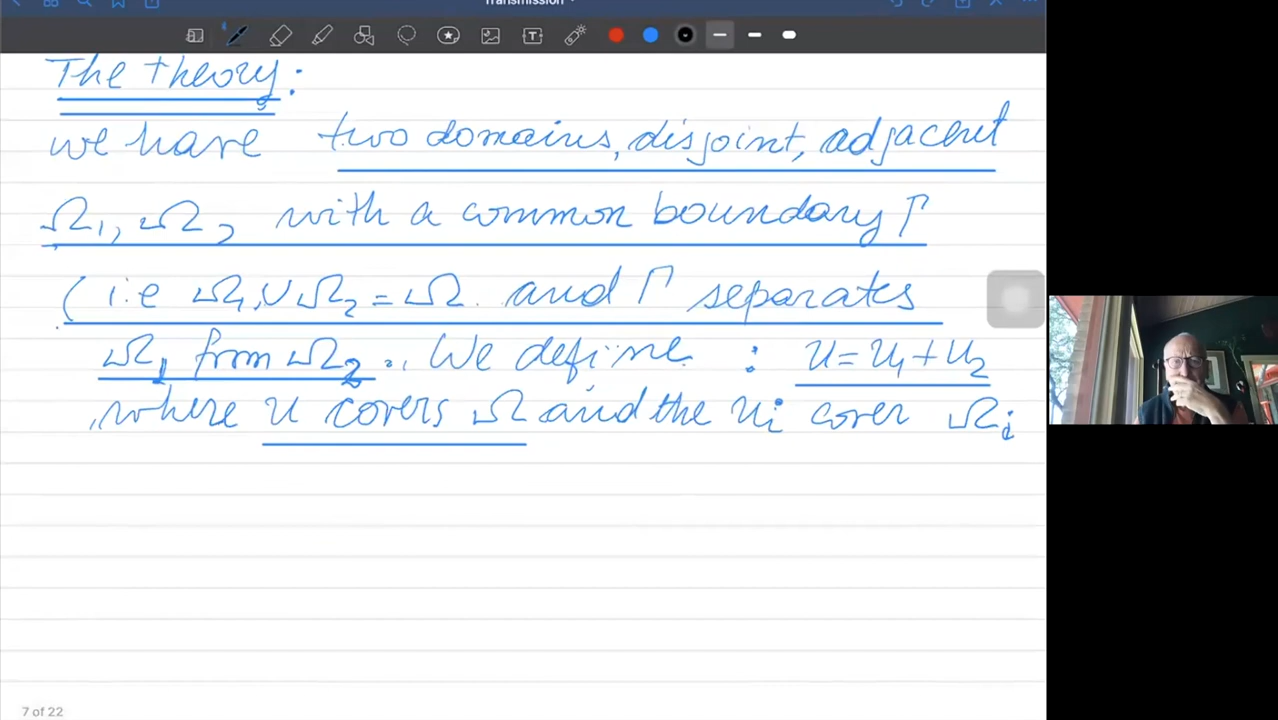 Transmission
The theory:
we have two domains, disjoint, adjacent
Ω1, Ω2 with a common boundary Γ
(i.e Ω1 ∪ Ω2 = Ω. and Γ separates
Ω1 from Ω2 . We define : u = u1 + u2
, where u covers Ω and the ui cover Ωi
7 of 22